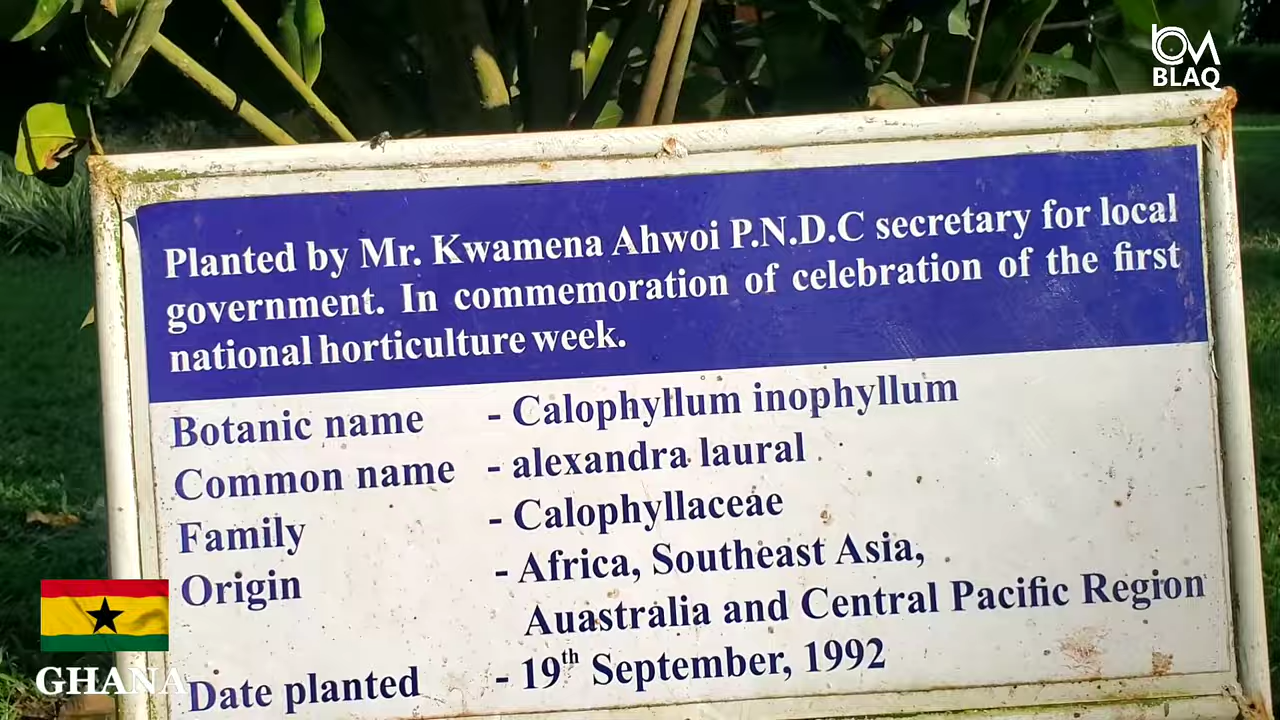 BLAQ
Planted by Mr. Kwamena Ahwoi P.N.D.C secretary for local
government. In commemoration of celebration of the first
national horticulture week.
Botanic name - Calophyllum inophyllum
Common name - alexandra laural
Family - Calophyllaceae
Origin - Africa, Southeast Asia,
Auastralia and Central Pacific Region
Date planted - 19th September, 1992
GHANA